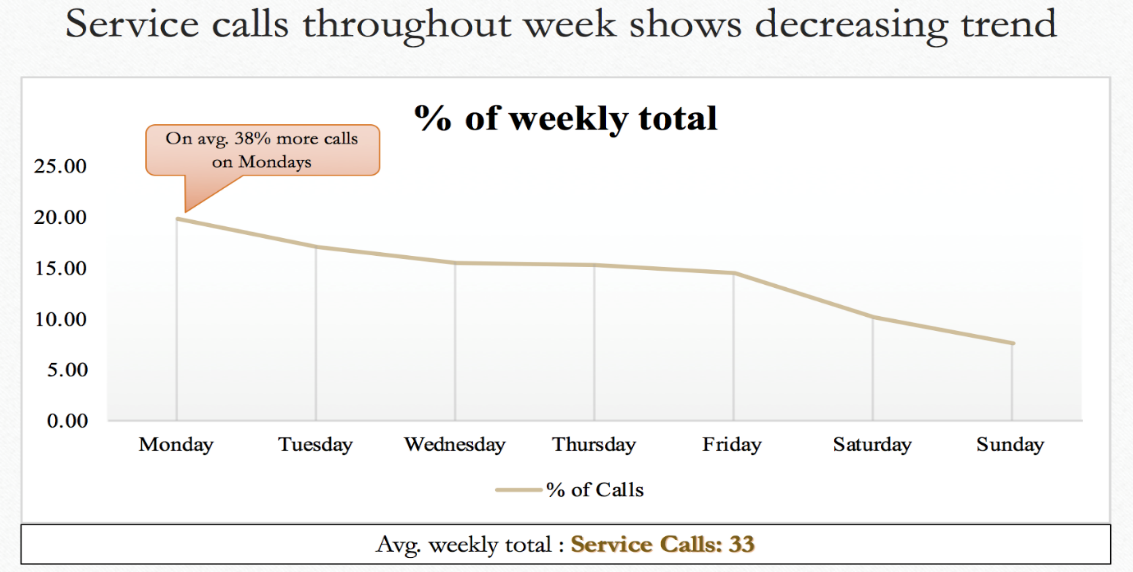 Service calls throughout week shows decreasing trend
% of weekly total
On avg. 38% more calls
on Mondays
25.00
20.00
15.00
10.00
5.00
0.00
Monday Tuesday Wednesday Thursday Friday Saturday Sunday
% of Calls
Avg. weekly total : Service Calls: 33